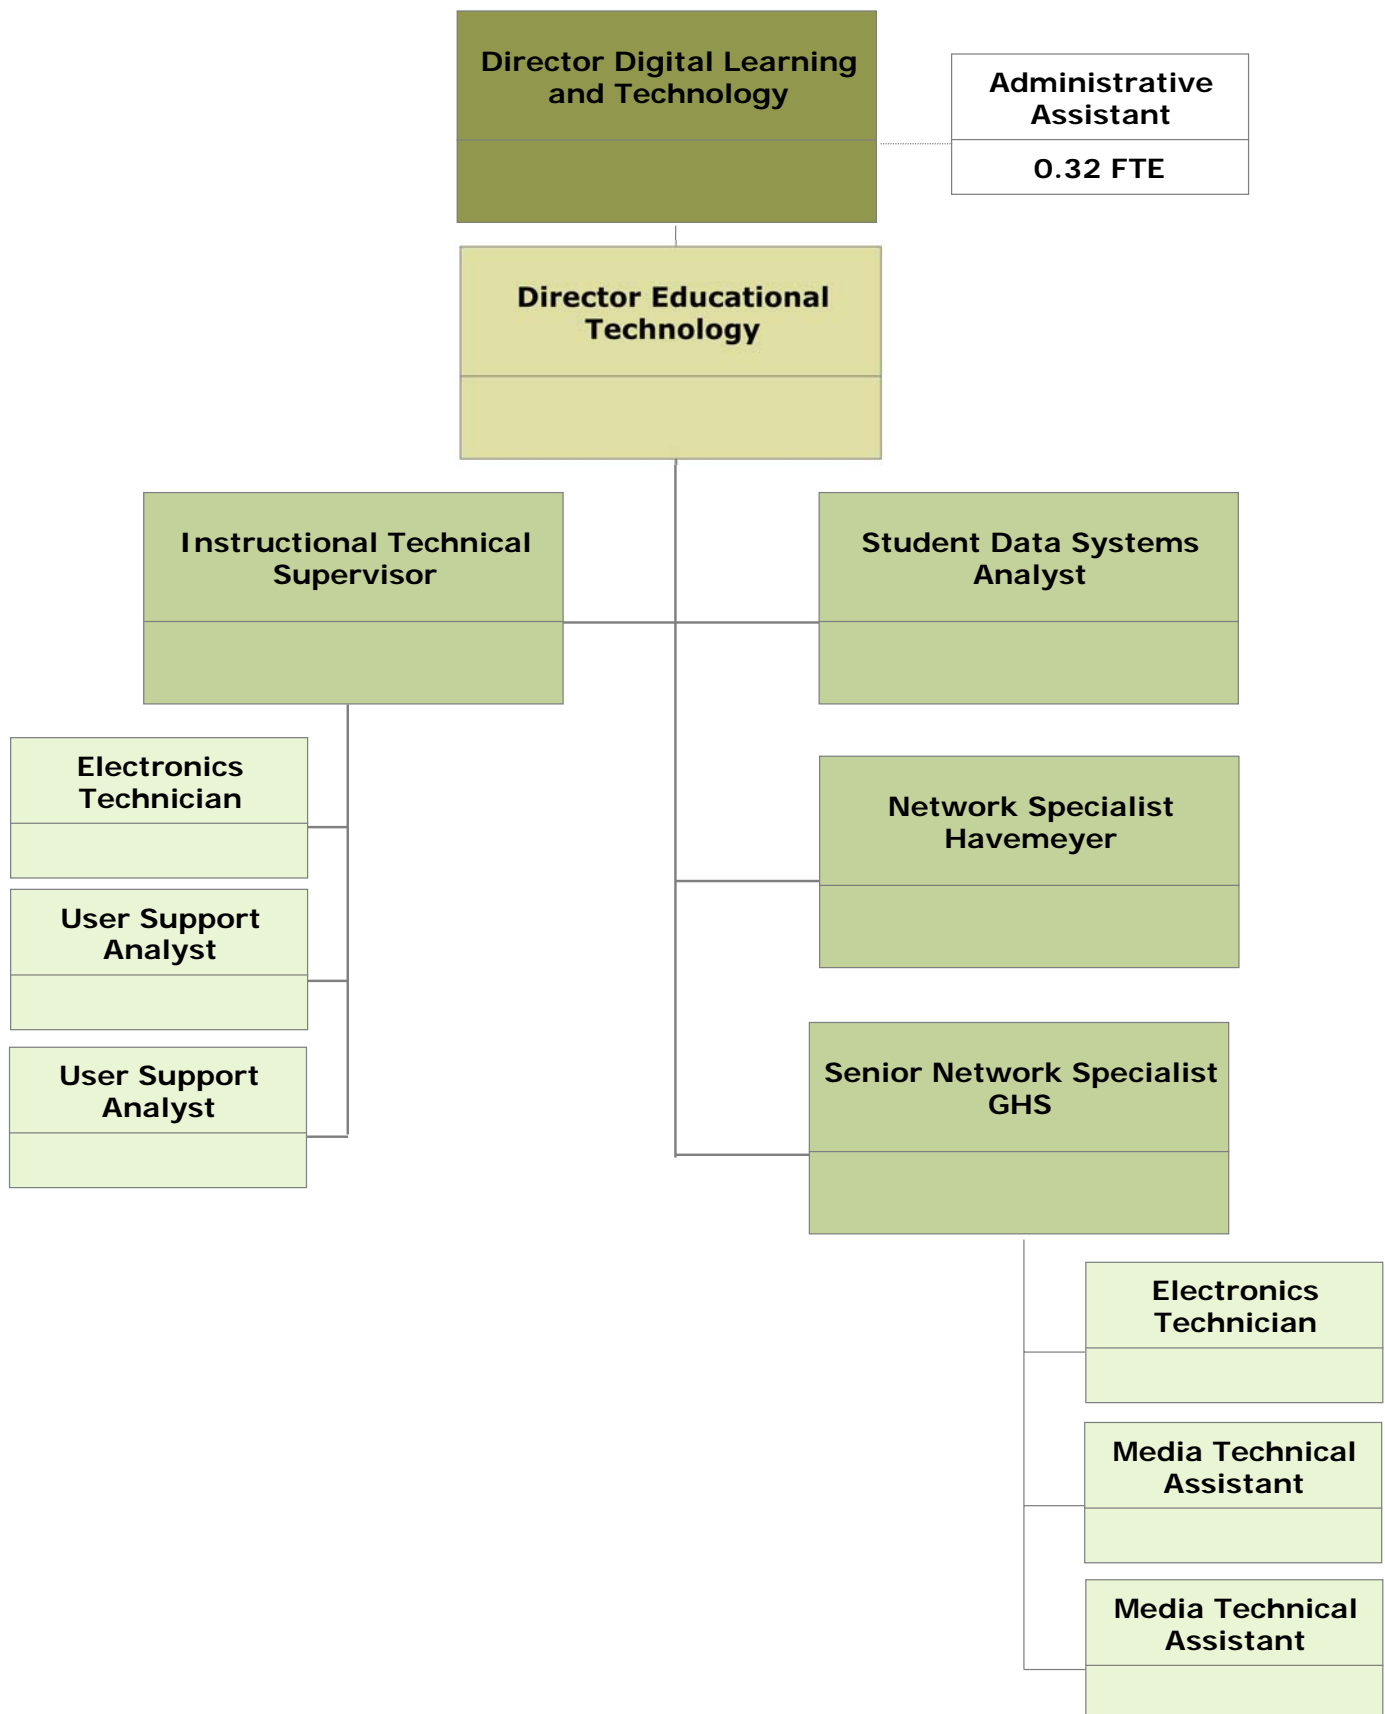 Director Digital Learning
and Technology
Administrative
Assistant
0.32 FTE
Director Educational
Technology
Instructional Technical
Supervisor
Student Data Systems
Analyst
Electronics
Technician
User Support
Analyst
User Support
Analyst
Network Specialist
Havemeyer
Senior Network Specialist
GHS
Electronics
Technician
Media Technical
Assistant
Media Technical
Assistant